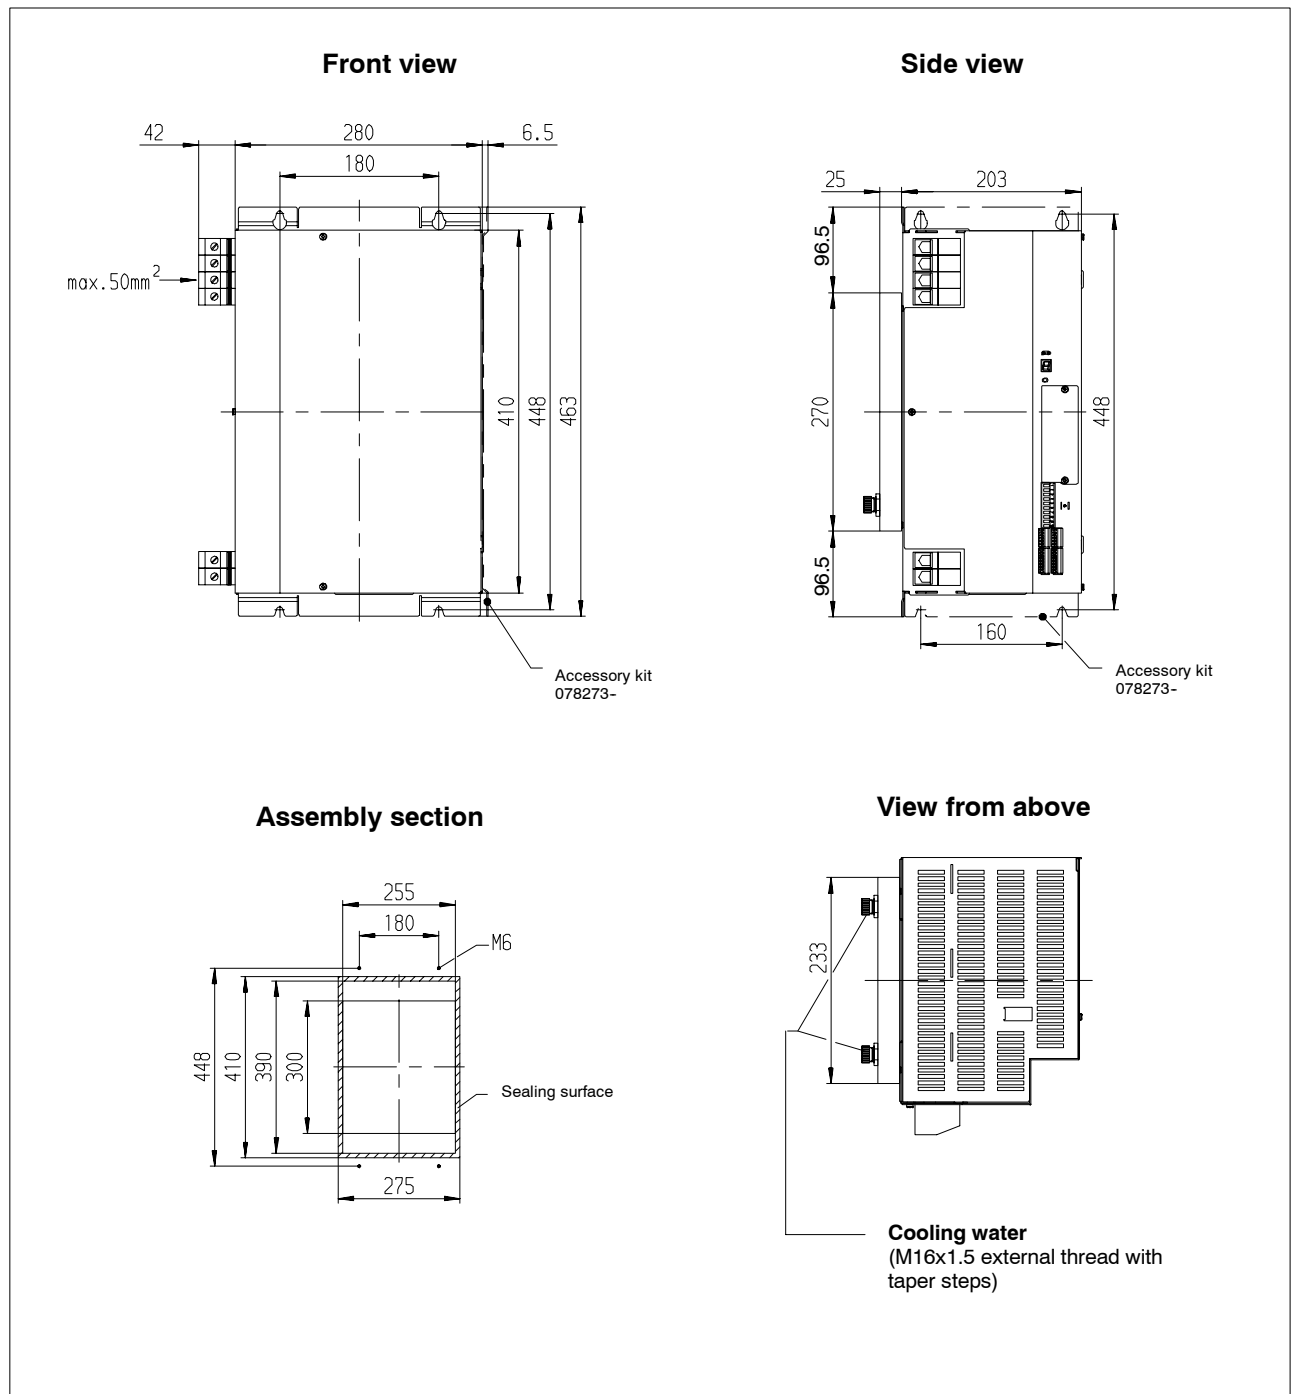 Front view
Side view
42
280
6.5
180
25
203
max.50mm2
96.5
270
96.5
410
448
463
448
160
Accessory kit
078273-
Accessory kit
078273-
Assembly section
View from above
255
180
M6
448
410
390
300
Sealing surface
275
233
Cooling water
(M16x1.5 external thread with
taper steps)